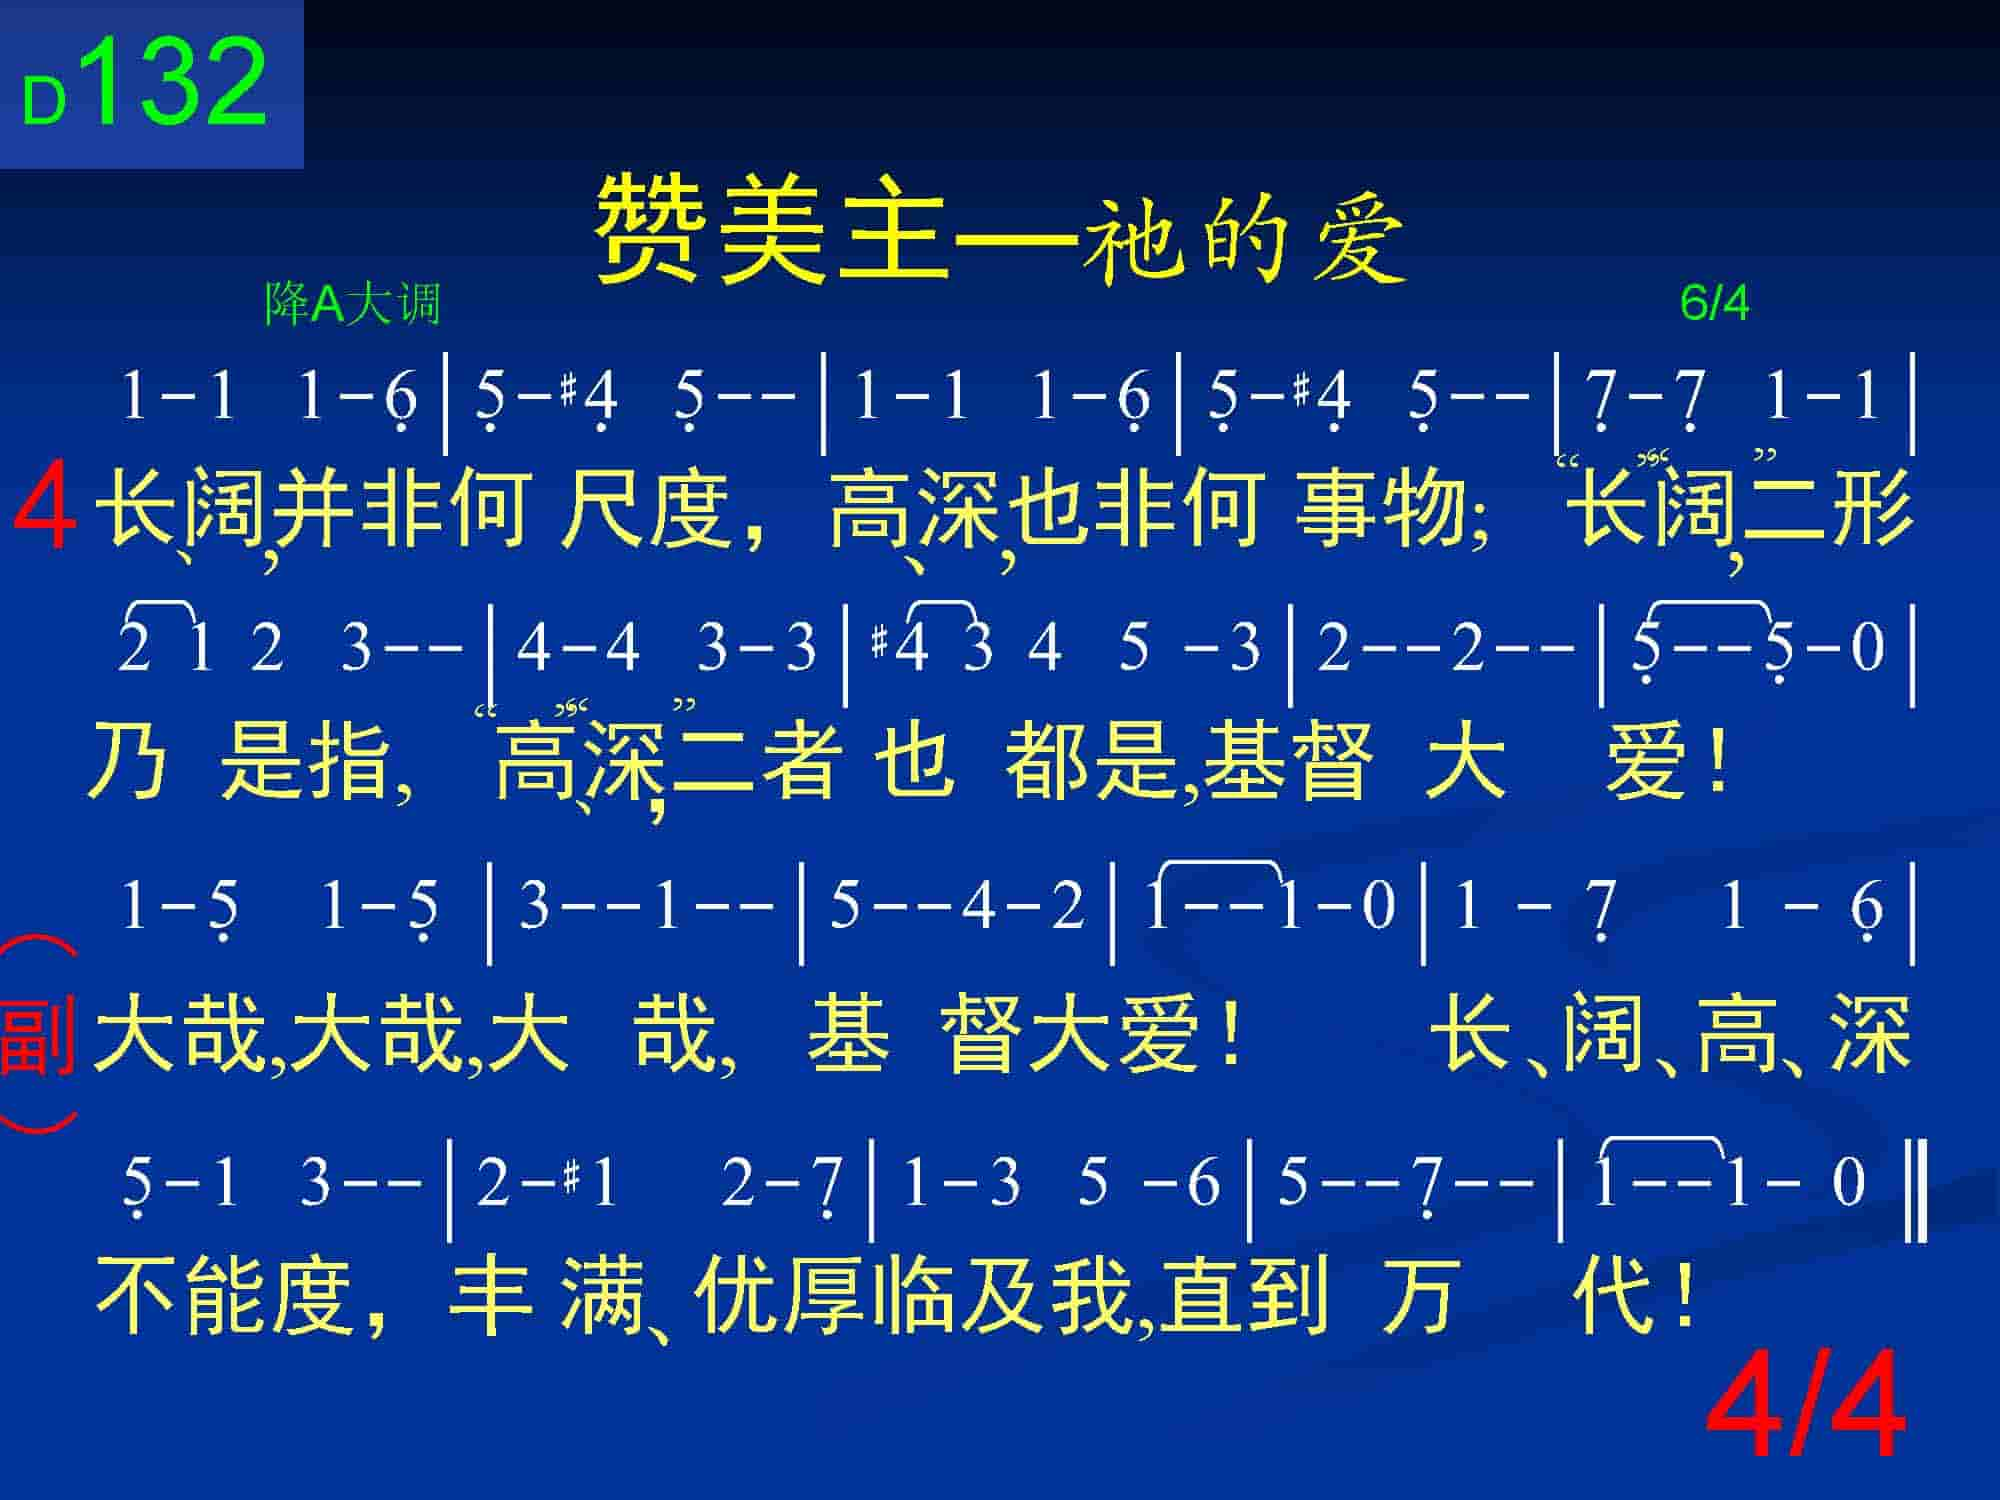 D132
赞美主—祂的爱
降A大调 6/4
1-1 1-6̣|5̣-#4̣ 5̣--|1-1 1-6̣|5̣-#4̣ 5̣--|7̣-7̣ 1-1|
4 长、阔,并非何 尺度，高、深,也非何 事物; “长”“阔”,二形
2 1 2 3--|4-4 3-3|#4 3 4 5 -3|2--2--|5̣--5̣-0|
乃 是指, “高”、“深”,二者 也 都是,基督 大 爱！
1-5̣ 1-5̣|3--1--|5--4-2|1--1-0|1 - 7̣ 1 - 6̣|
（副） 大哉,大哉,大 哉, 基 督大爱！ 长、阔、高、深
5̣-1 3--|2-#1 2-7̣|1-3 5 -6|5--7̣--|1--1- 0‖
不能度，丰 满、优厚临及我,直到 万 代！
4/4